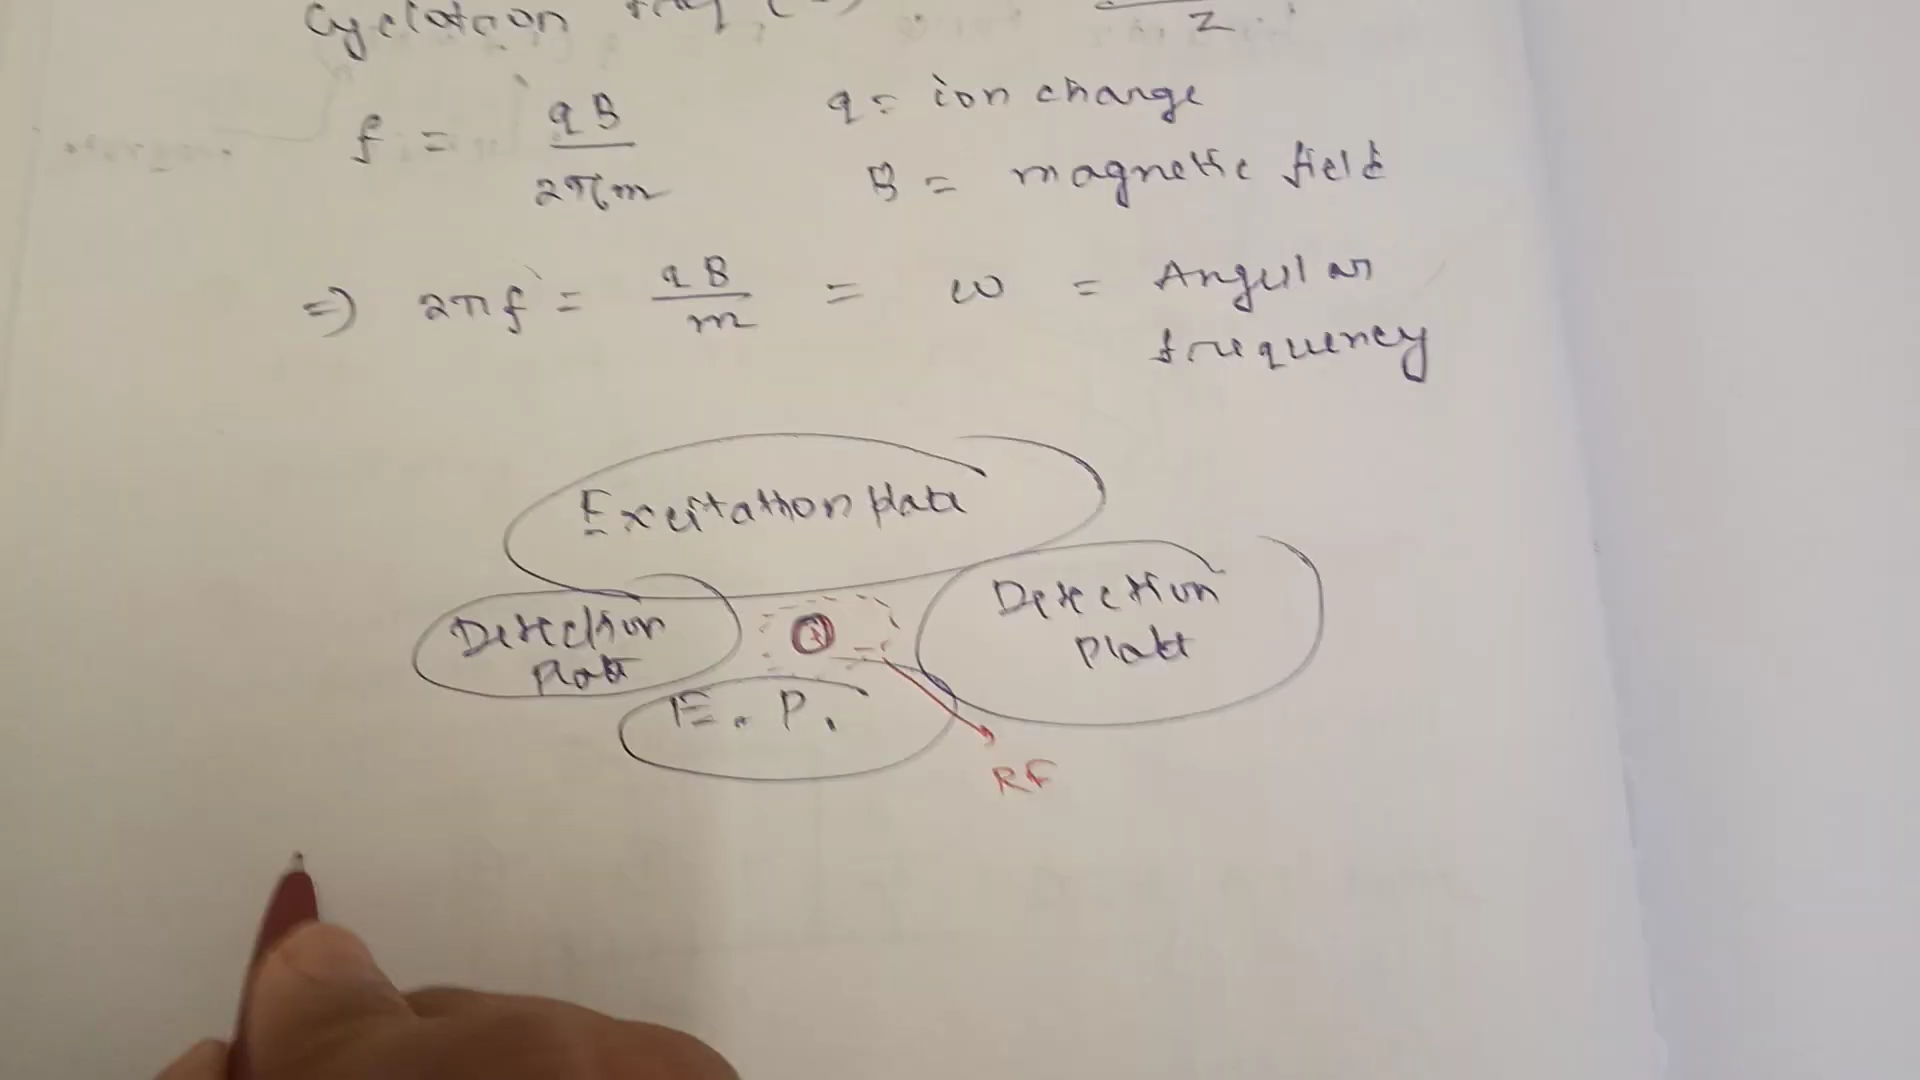 Cyclotron
z
f = qB / 2πm
q = ion charge
B = magnetic field
=) 2πf = qB / m = ω = Angular
frequency
Excitation plate
Detection
Plate
Detection
Plate
E. P.
RF